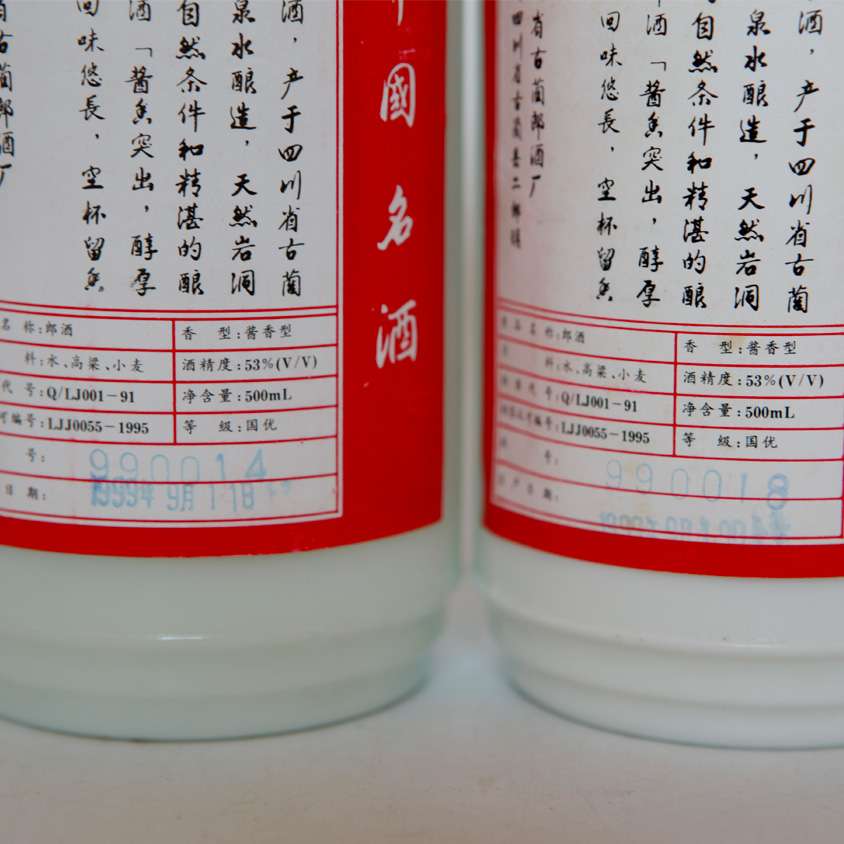 酒，产于四川省古蔺
泉水酿造，天然岩洞
自然条件和精湛的酿
酒「酱香突出，醇厚
回味悠長，空杯留香
省古蔺郎酒厂
國名酒
名 称：郎酒
香 型：酱香型
料：水、高粱、小麦
酒精度：53%(V/V)
代 号：Q/LJ001-91
净含量：500mL
可编号：LJJ0055-1995
等 级：国优
号：990014
日期：1999年 9月 1·18
酒，产于四川省古蔺
泉水酿造，天然岩洞
自然条件和精湛的酿
酒「酱香突出，醇厚
回味悠長，空杯留香
省古蔺郎酒厂
四川省古蔺县二郎镇
名 称：郎酒
香 型：酱香型
料：水、高粱、小麦
酒精度：53%(V/V)
代 号：Q/LJ001-91
净含量：500mL
可编号：LJJ0055-1995
等 级：国优
号：990018
生产日期：